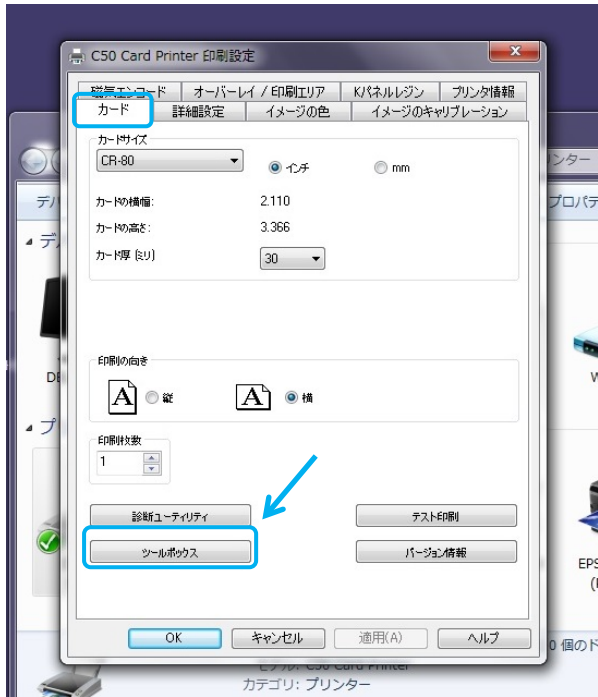 C50 Card Printer 印刷設定
磁気エンコード オーバーレイ / 印刷エリア Kパネルレジン プリンタ情報
カード 詳細設定 イメージの色 イメージのキャリブレーション
カードサイズ
CR-80 インチ mm
カードの横幅: 2.110
カードの高さ: 3.366
カード厚 (ミリ) 30
印刷の向き
A 縦 A 横
印刷枚数
1
診断ユーティリティ テスト印刷
ツールボックス バージョン情報
OK キャンセル 適用(A) ヘルプ
ンター
デバ
プロパテ
デ
DE
W
プ
EPS
0 個のド
モデル: C50 Card Printer
カテゴリ: プリンター